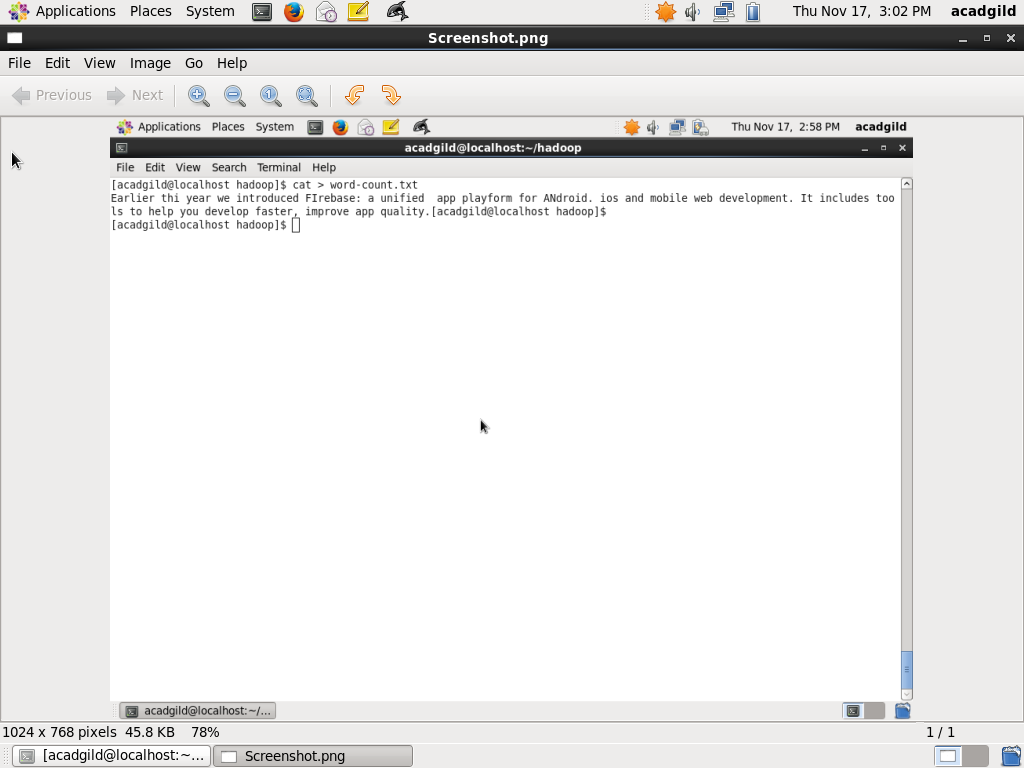 Applications Places System Thu Nov 17, 3:02 PM acadgild
Screenshot.png
File Edit View Image Go Help
Previous Next
Applications Places System Thu Nov 17, 2:58 PM acadgild
acadgild@localhost:~/hadoop
File Edit View Search Terminal Help
[acadgild@localhost hadoop]$ cat > word-count.txt
Earlier thi year we introduced FIrebase: a unified  app playform for ANdroid. ios and mobile web development. It includes too
ls to help you develop faster, improve app quality.[acadgild@localhost hadoop]$
[acadgild@localhost hadoop]$
acadgild@localhost:~/...
1024 x 768 pixels 45.8 KB 78% 1 / 1
[acadgild@localhost:~... Screenshot.png